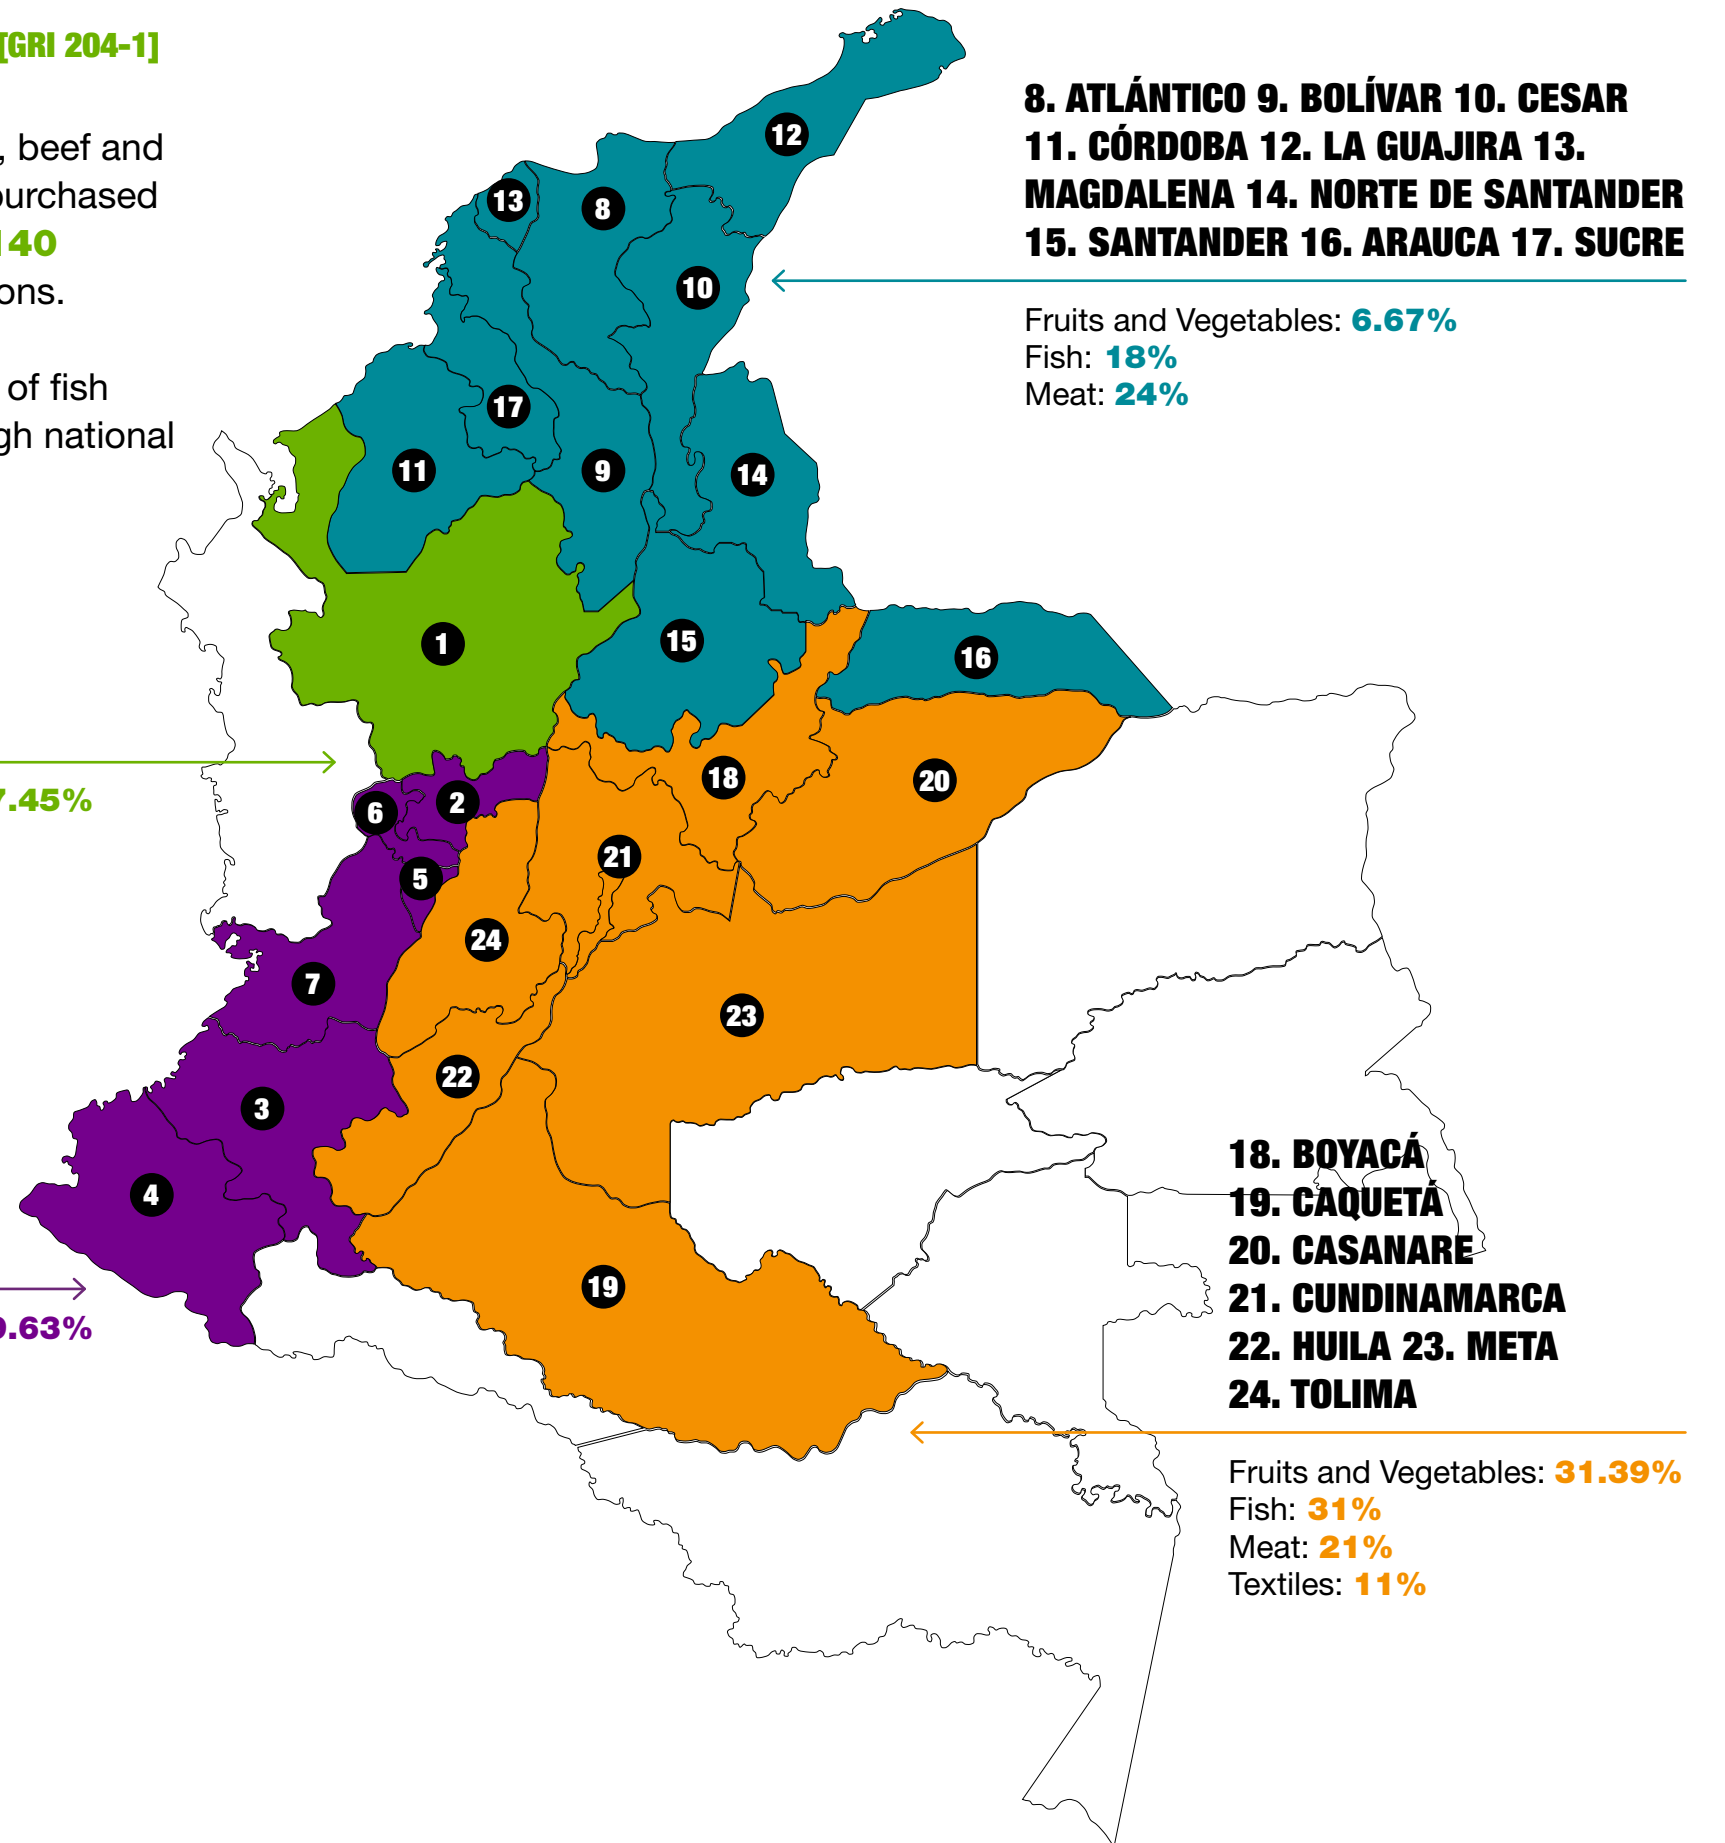 [GRI 204-1]
, beef and
purchased
140
ons.
of fish
gh national
7.45%
9.63%
8. ATLÁNTICO 9. BOLÍVAR 10. CESAR
11. CÓRDOBA 12. LA GUAJIRA 13.
MAGDALENA 14. NORTE DE SANTANDER
15. SANTANDER 16. ARAUCA 17. SUCRE
Fruits and Vegetables: 6.67%
Fish: 18%
Meat: 24%
12
13
8
10
17
11
9
14
1
15
16
18
20
2
6
21
5
24
7
23
22
3
4
19
18. BOYACÁ
19. CAQUETÁ
20. CASANARE
21. CUNDINAMARCA
22. HUILA 23. META
24. TOLIMA
Fruits and Vegetables: 31.39%
Fish: 31%
Meat: 21%
Textiles: 11%